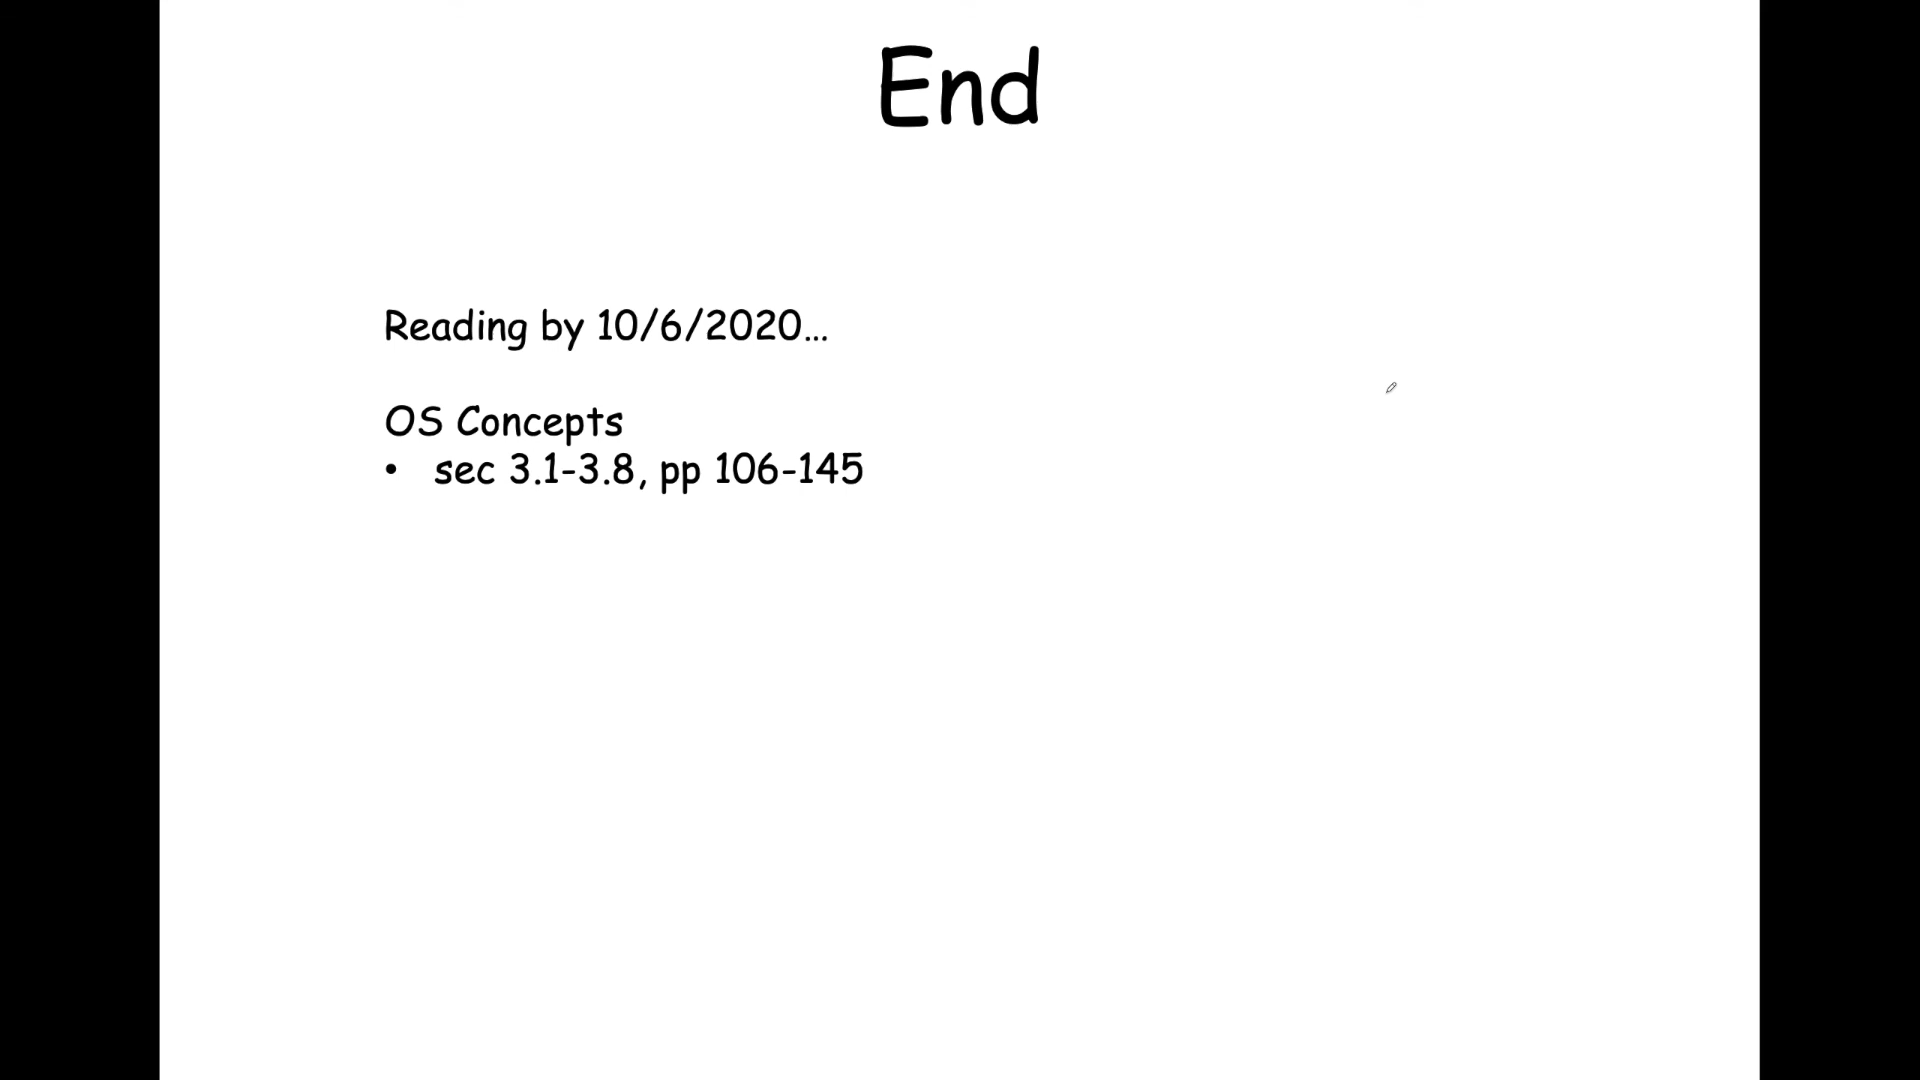 End
Reading by 10/6/2020...
OS Concepts
• sec 3.1-3.8, pp 106-145